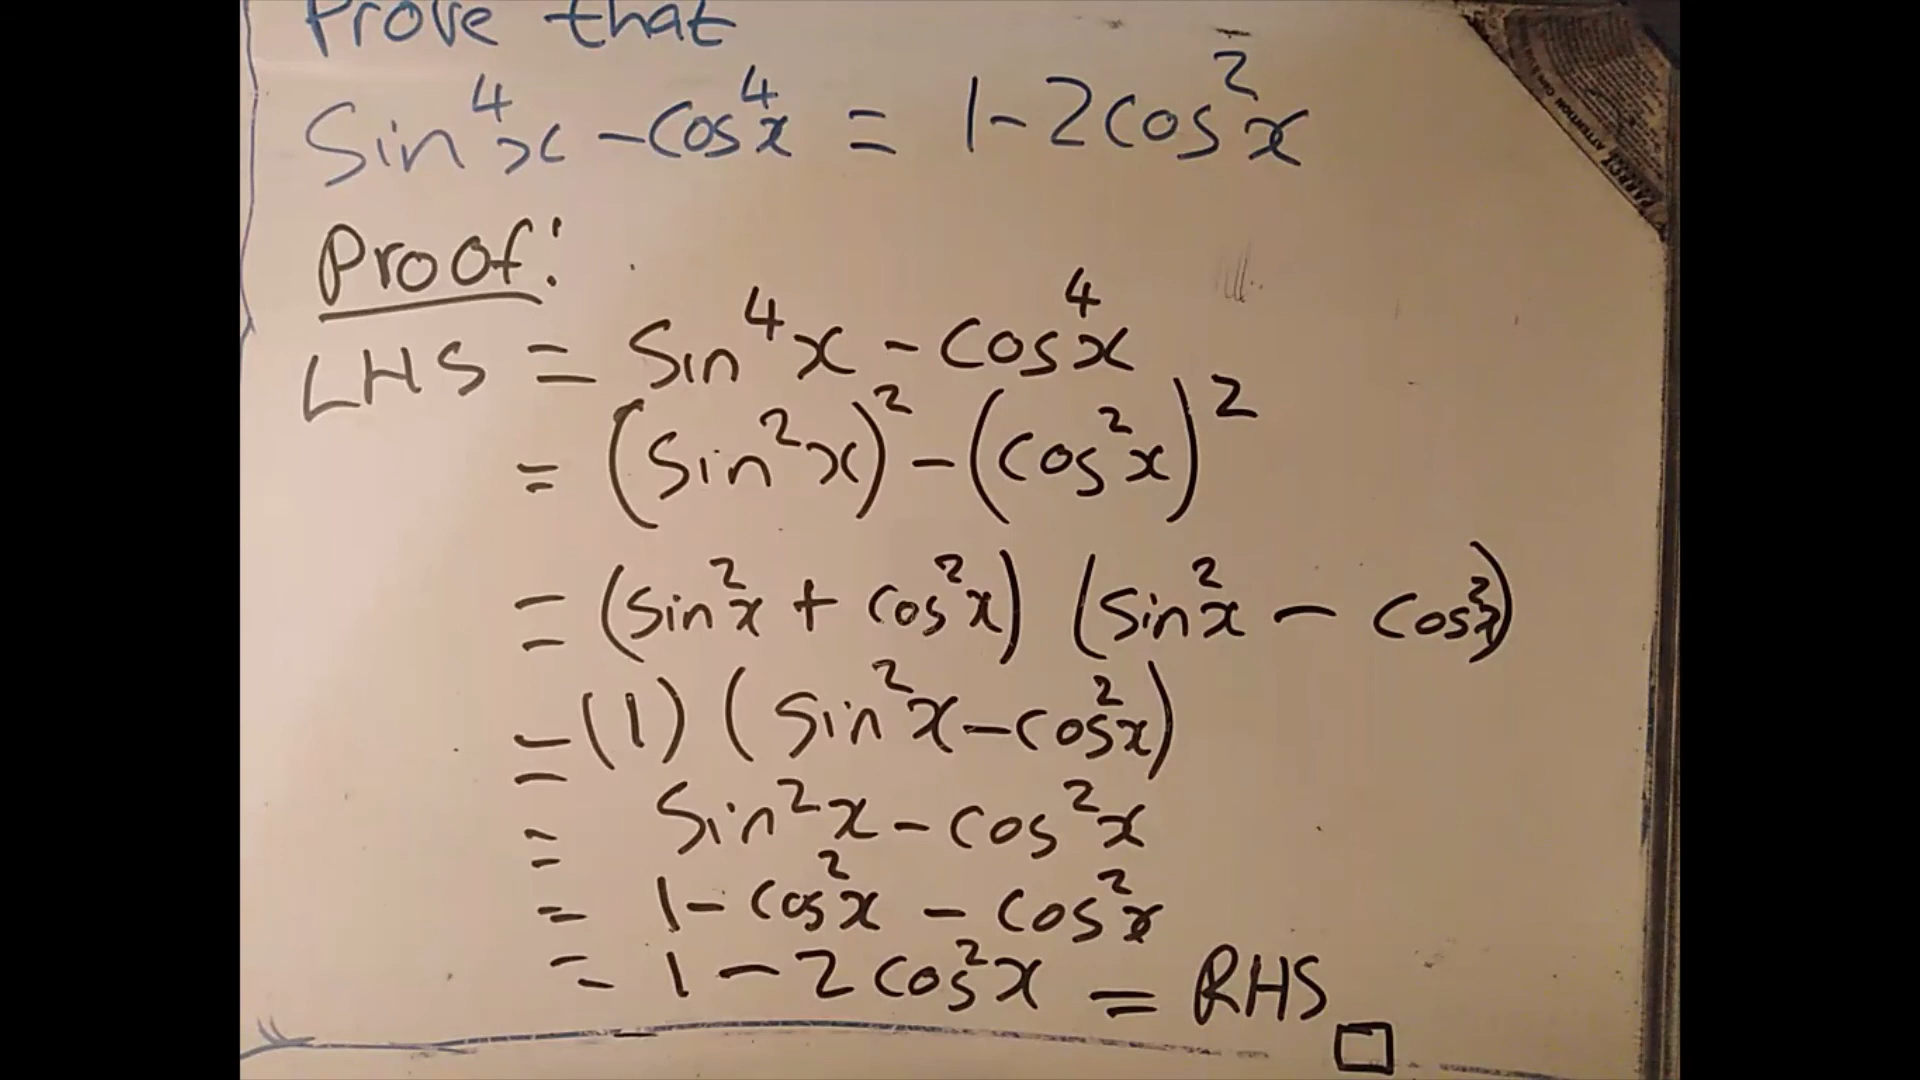 Prove that
Sin⁴x - cos⁴x = 1 - 2cos²x
Proof:
LHS = Sin⁴x - cos⁴x
= (sin²x)² - (cos²x)²
= (sin²x + cos²x) (sin²x - cos²x)
= (1) (sin²x - cos²x)
= Sin²x - cos²x
= 1 - cos²x - cos²x
= 1 - 2cos²x = RHS □